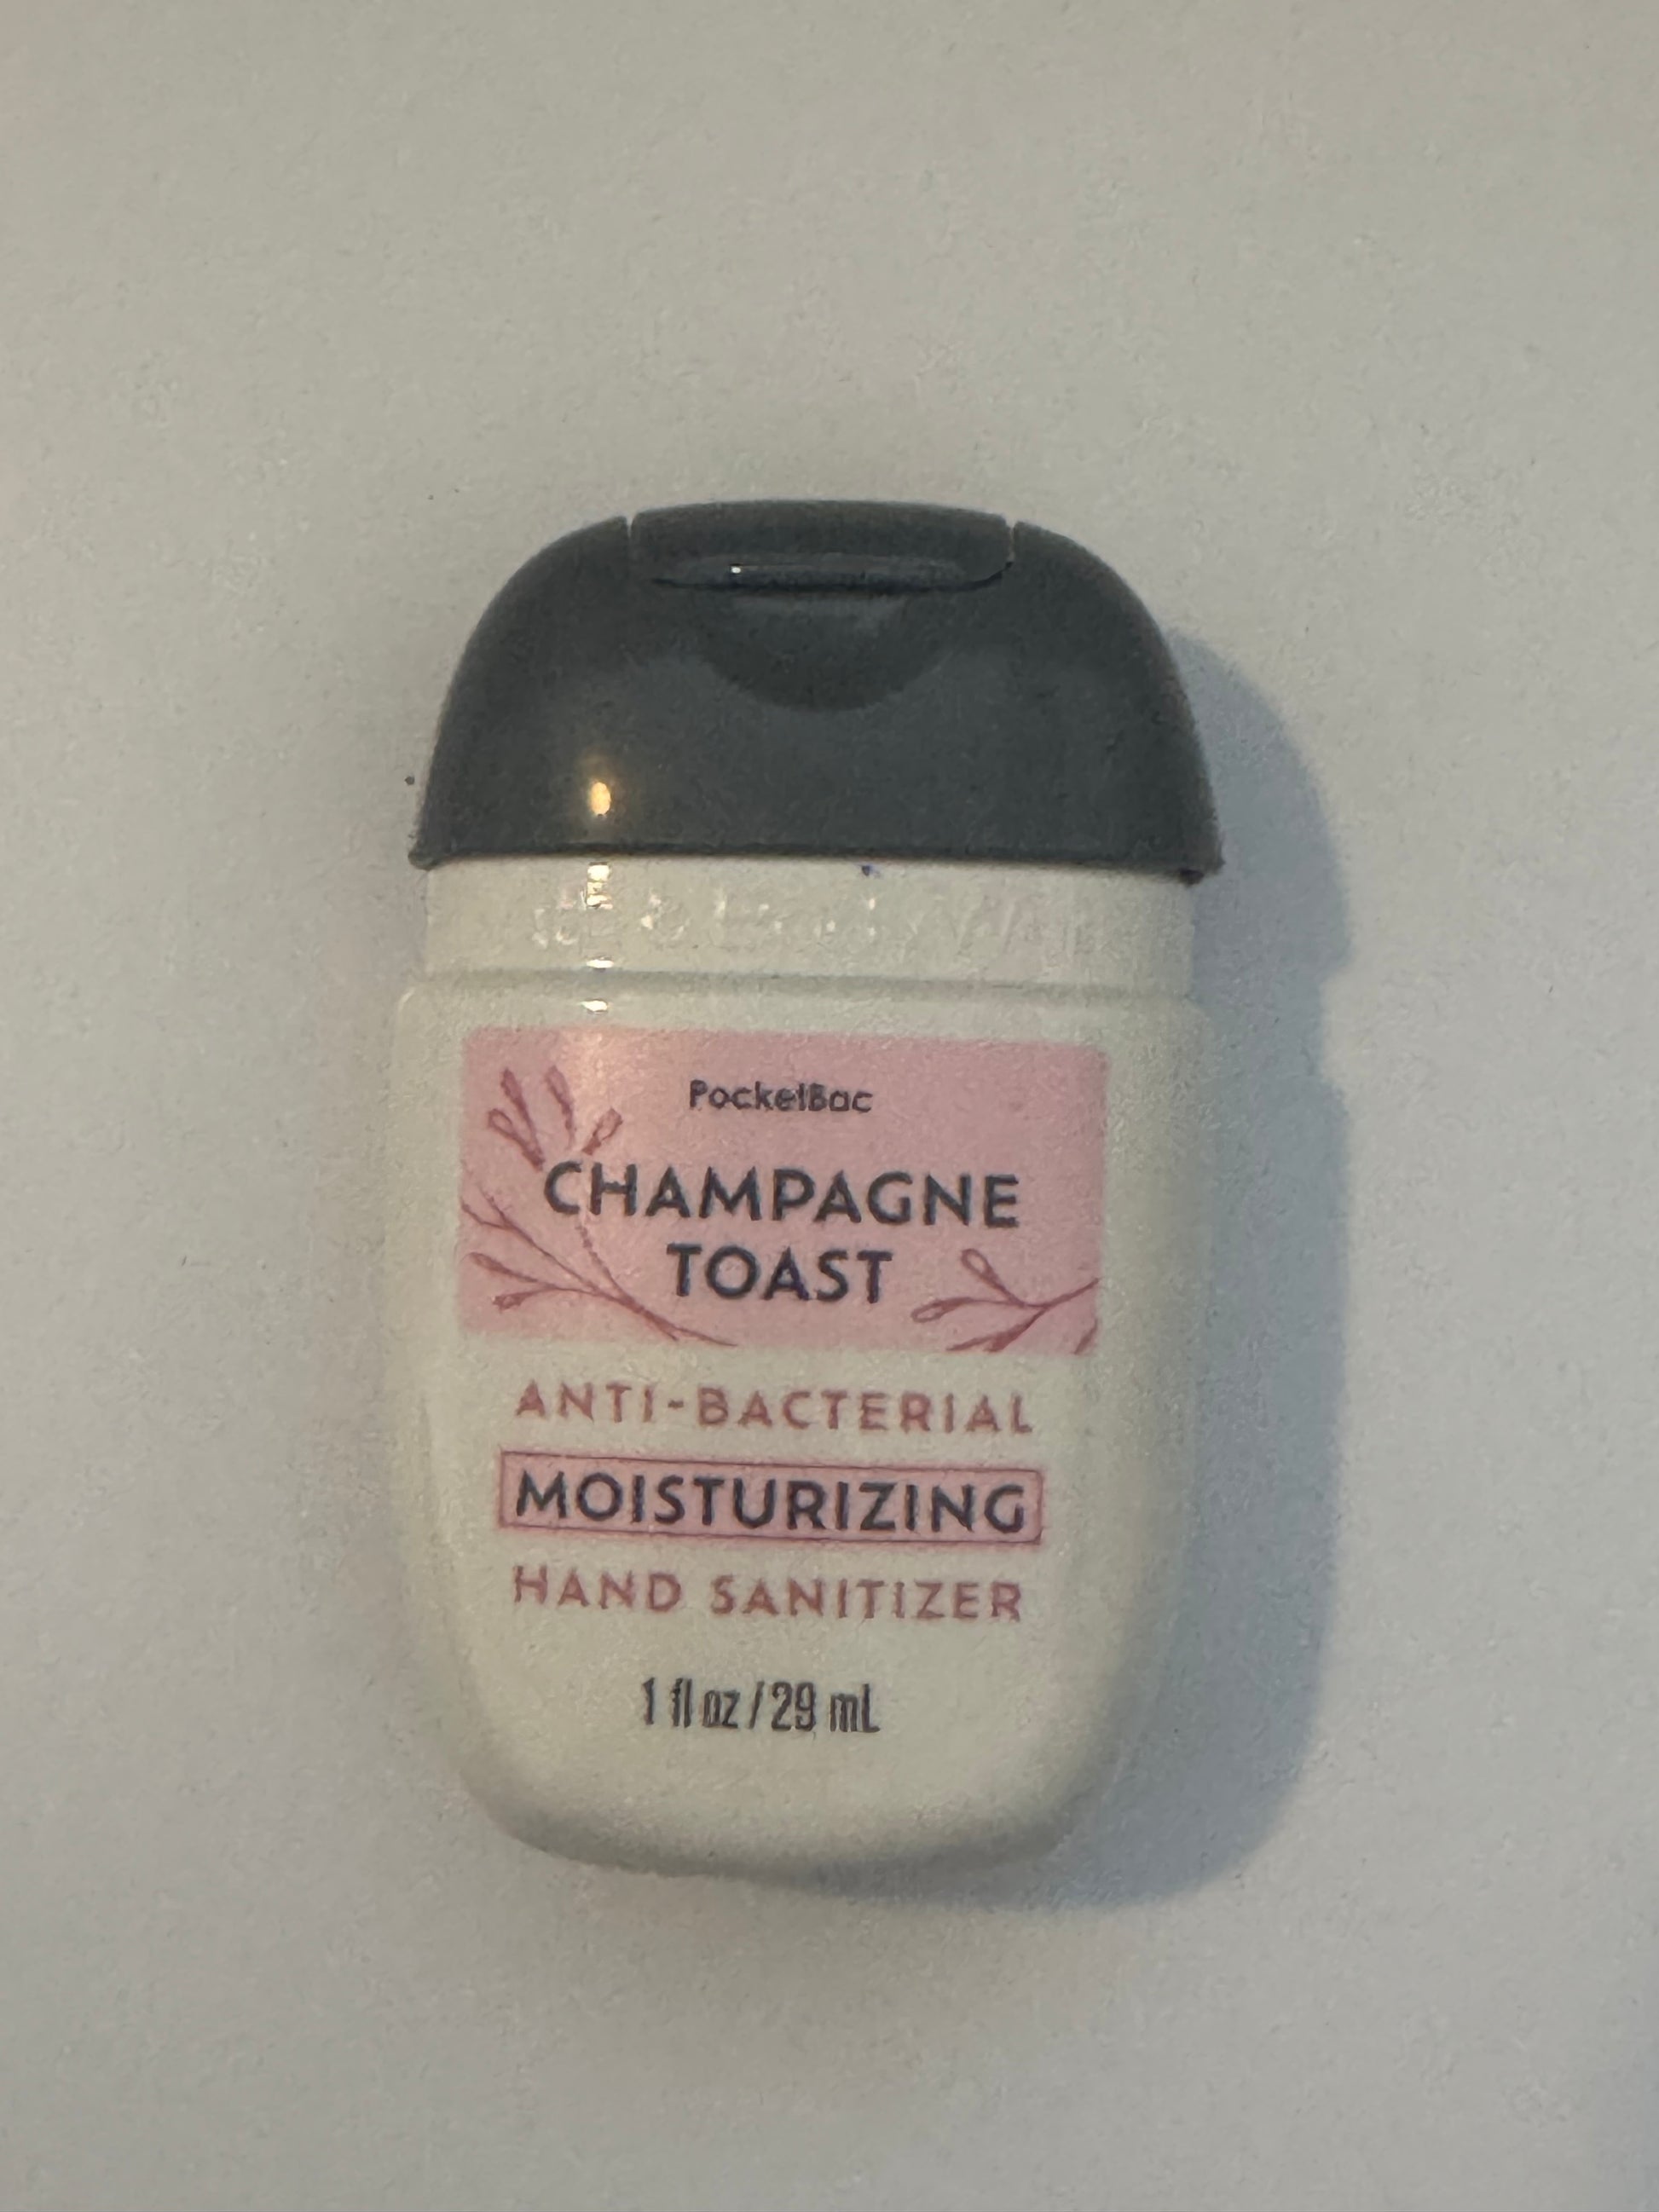 PocketBac
CHAMPAGNE
TOAST
ANTI-BACTERIAL
MOISTURIZING
HAND SANITIZER
1 fl oz / 29 mL